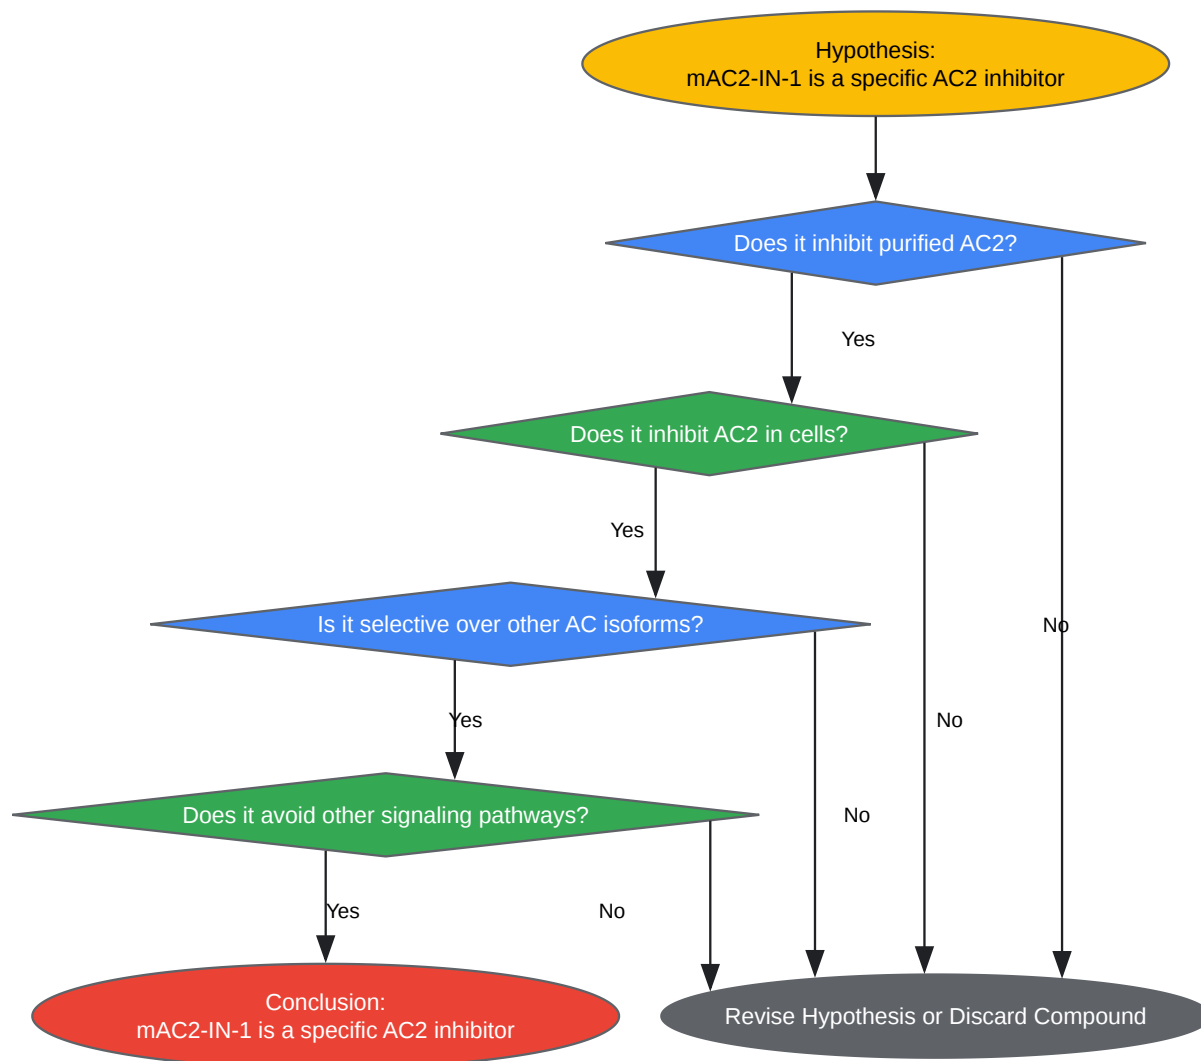 Hypothesis:
mAC2-IN-1 is a specific AC2 inhibitor
Does it inhibit purified AC2?
Yes
Does it inhibit AC2 in cells?
Yes
Is it selective over other AC isoforms?
No
Yes
No
Does it avoid other signaling pathways?
No
Yes
No
Conclusion:
mAC2-IN-1 is a specific AC2 inhibitor
Revise Hypothesis or Discard Compound